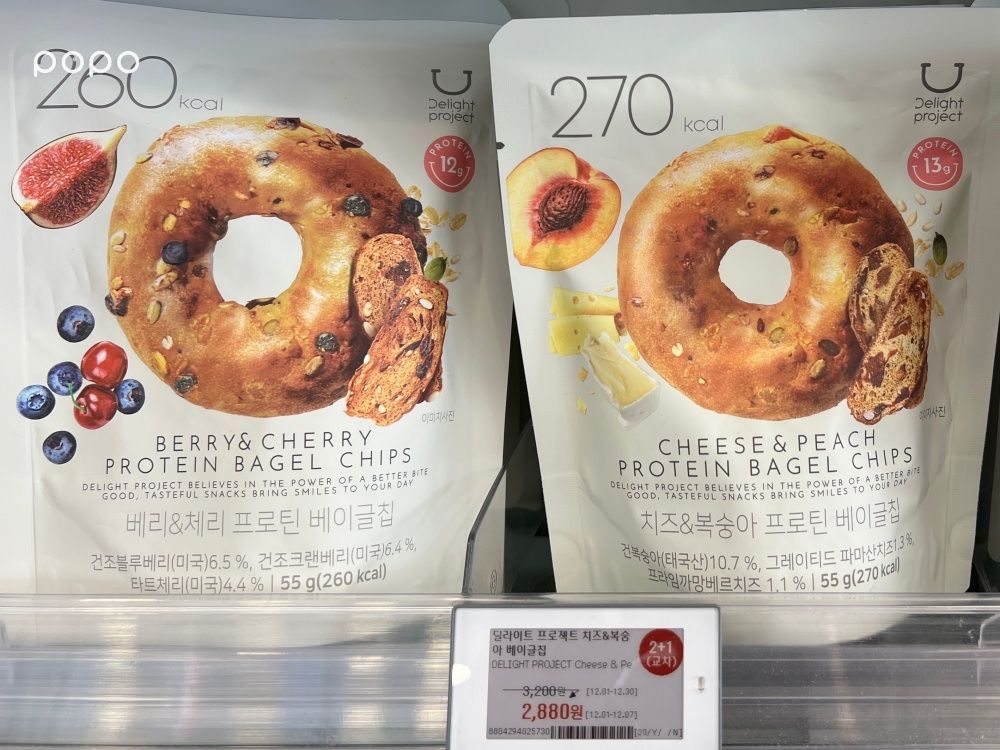 popo
260 kcal
Delight
project
PROTEIN
12g
BERRY & CHERRY
PROTEIN BAGEL CHIPS
DELIGHT PROJECT BELIEVES IN THE POWER OF A BETTER BITE
GOOD, TASTEFUL SNACKS BRING SMILES TO YOUR DAY
이미지사진
베리&체리 프로틴 베이글칩
건조블루베리(미국)6.5 %, 건조크랜베리(미국)6.4 %,
타트체리(미국)4.4 % | 55 g(260 kcal)
270 kcal
Delight
project
PROTEIN
13g
CHEESE & PEACH
PROTEIN BAGEL CHIPS
DELIGHT PROJECT BELIEVES IN THE POWER OF A BETTER BITE
GOOD, TASTEFUL SNACKS BRING SMILES TO YOUR DAY
이미지사진
치즈&복숭아 프로틴 베이글칩
건복숭아(태국산)10.7 %, 그레이티드 파마산치즈1.3 %,
프라임까망베르치즈 1.1 % | 55 g(270 kcal)
딜라이트 프로젝트 치즈&복숭
아 베이글칩
DELIGHT PROJECT Cheese & Pe
2+1
(교차)
3,200원 [12.01-12.30]
2,880원 [12.01-12.07]
8804294025730 [20/Y/ /N]